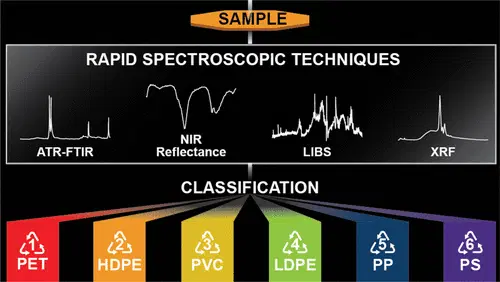 SAMPLE
RAPID SPECTROSCOPIC TECHNIQUES
ATR-FTIR
NIR
Reflectance
LIBS
XRF
CLASSIFICATION
1
PET
2
HDPE
3
PVC
4
LDPE
5
PP
6
PS